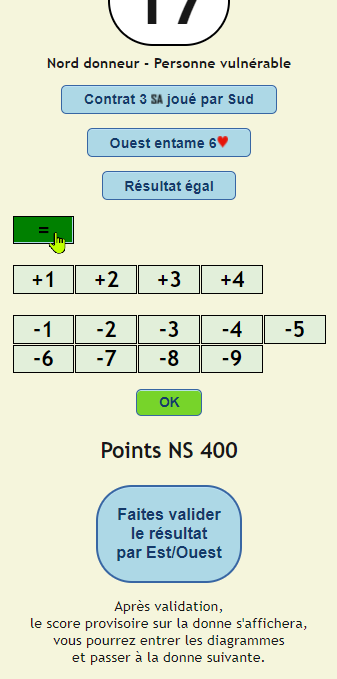 17
Nord donneur - Personne vulnérable
Contrat 3 SA joué par Sud
Ouest entame 6♥
Résultat égal
=
+1 +2 +3 +4
-1 -2 -3 -4 -5
-6 -7 -8 -9
OK
Points NS 400
Faites valider
le résultat
par Est/Ouest
Après validation,
le score provisoire sur la donne s'affichera,
vous pourrez entrer les diagrammes
et passer à la donne suivante.